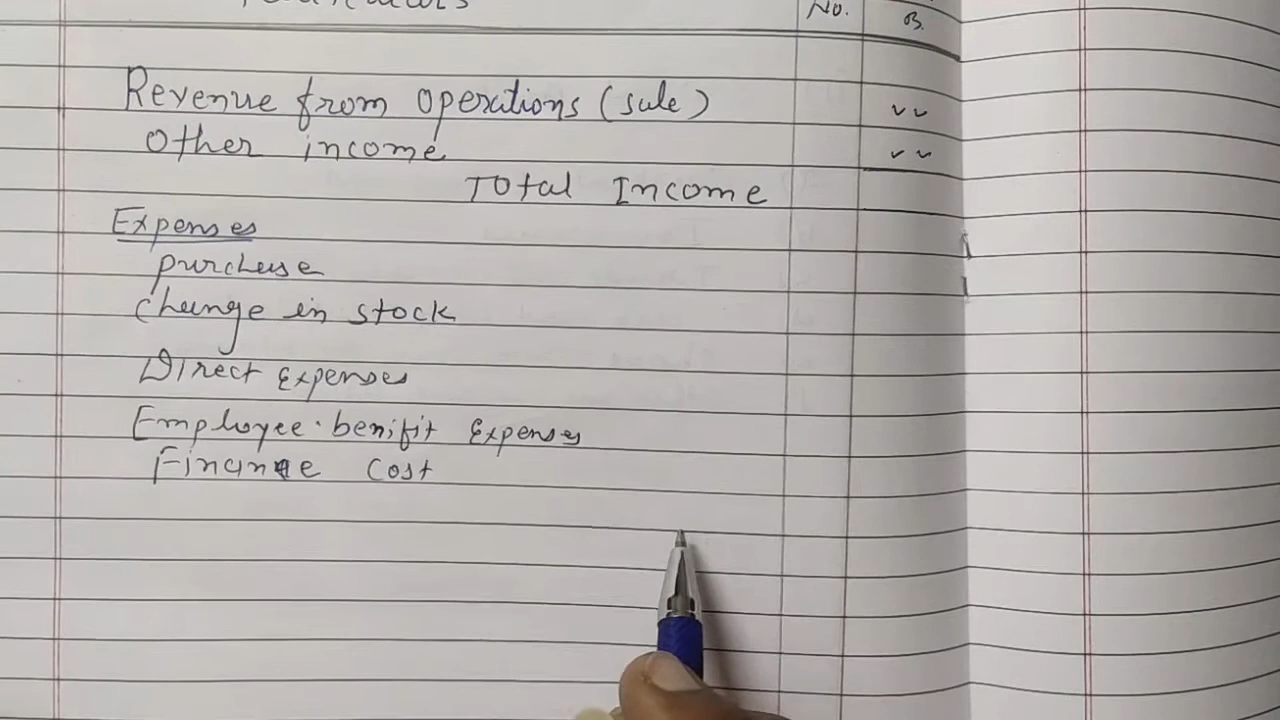 Particulars No. B.
Revenue from Operations (sale)
Other income
Total Income
Expenses
purchase
change in stock
Direct Expenses
Employee benifit Expenses
Finance Cost